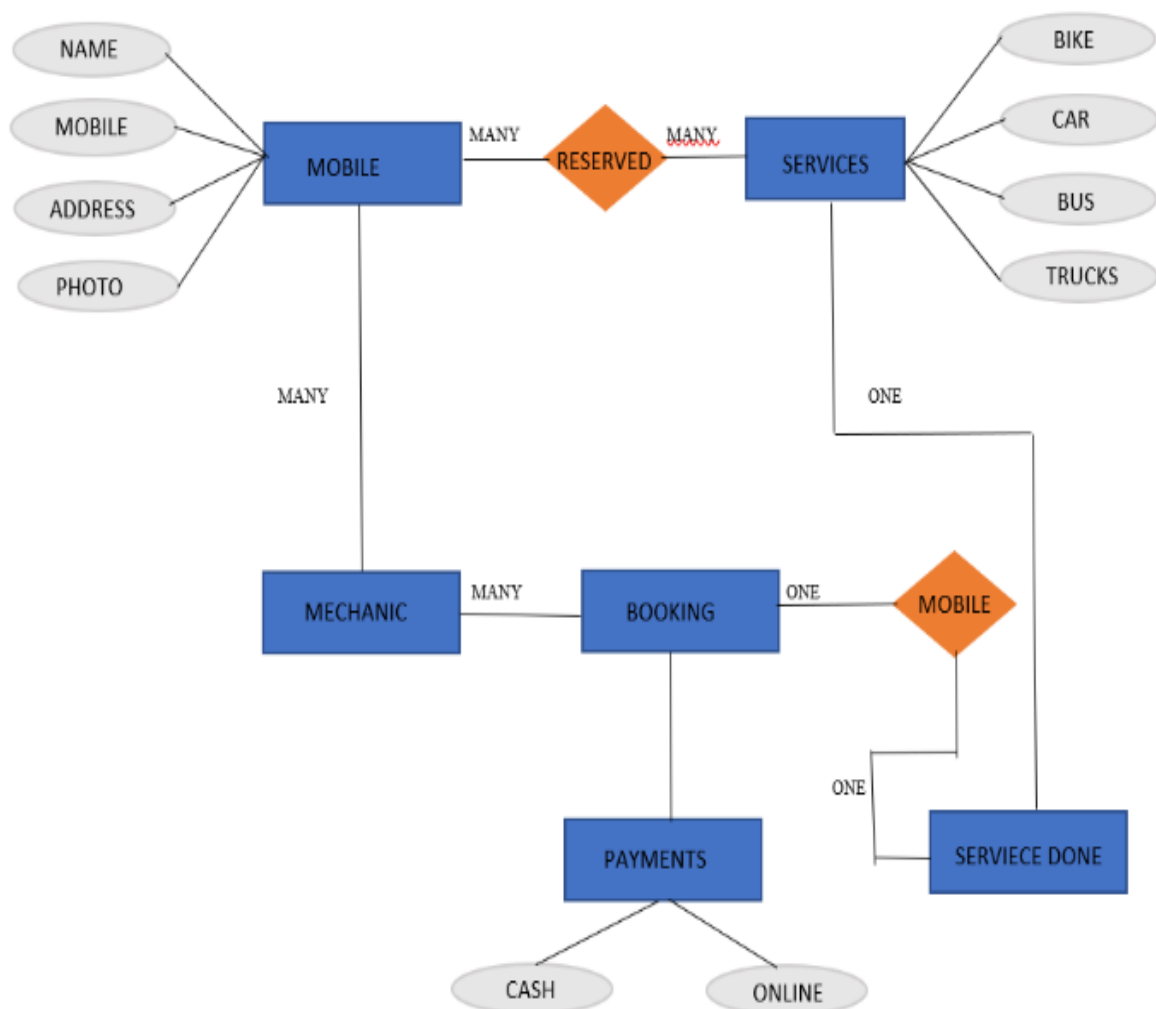 NAME
BIKE
MOBILE
CAR
MOBILE
MANY
RESERVED
MANY
SERVICES
ADDRESS
BUS
PHOTO
TRUCKS
MANY
ONE
MECHANIC
MANY
BOOKING
ONE
MOBILE
ONE
PAYMENTS
SERVIECE DONE
CASH
ONLINE